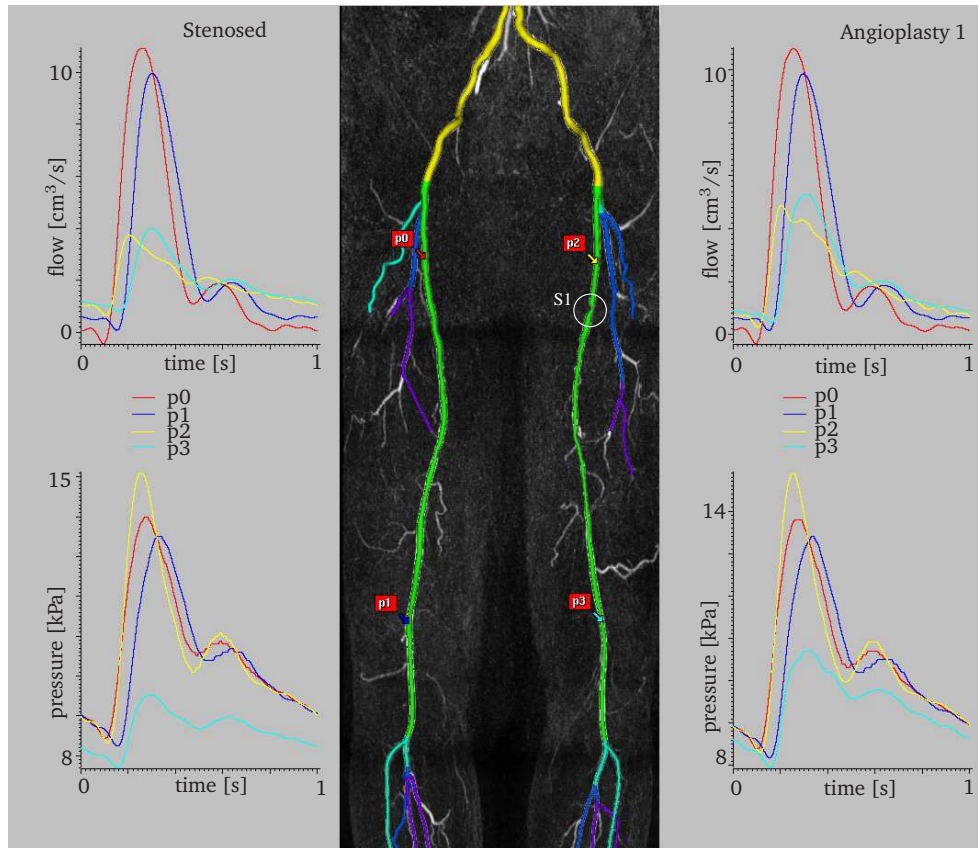 Stenosed
10
flow [cm³/s]
0
0
1
time [s]
p0
p1
p2
p3
15
pressure [kPa]
8
0
1
time [s]
p0
p2
S1
p1
p3
Angioplasty 1
10
flow [cm³/s]
0
0
1
time [s]
p0
p1
p2
p3
14
pressure [kPa]
8
0
1
time [s]